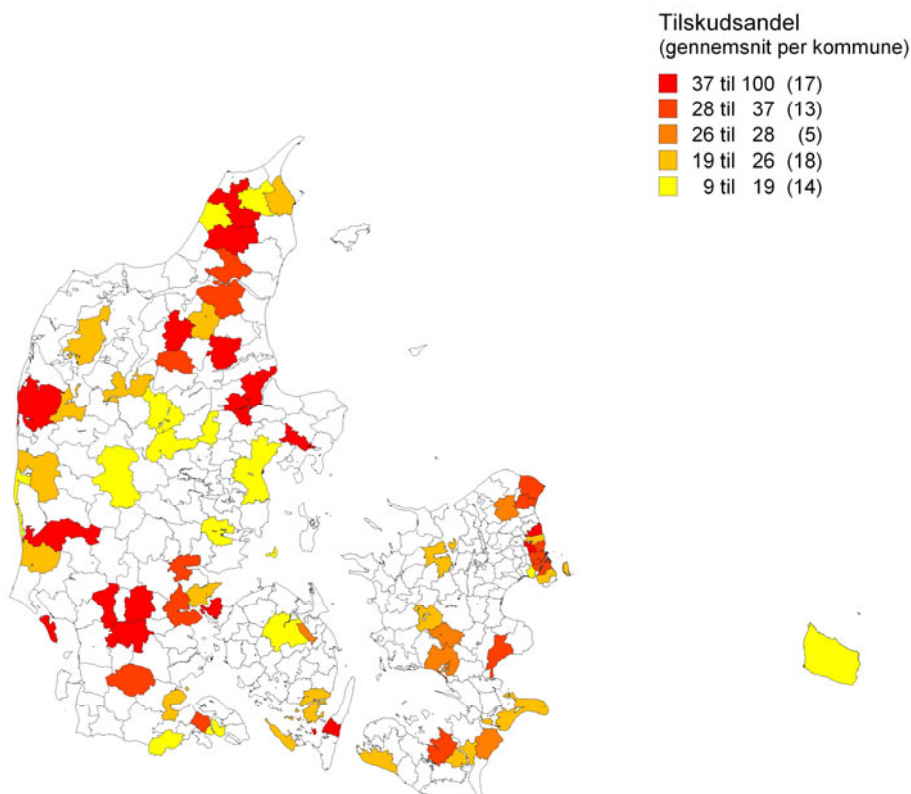 Tilskudsandel
(gennemsnit per kommune)
37 til 100 (17)
28 til 37 (13)
26 til 28 (5)
19 til 26 (18)
9 til 19 (14)